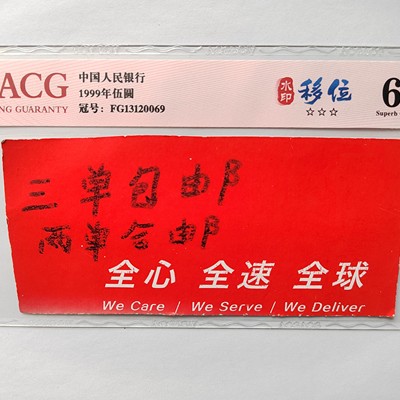 ACG
NG GUARANTY
中国人民银行
1999年伍圆
冠号: FG13120069
水印
移位
☆☆☆
6
Superb
三单包邮
两单合邮
全心 全速 全球
We Care / We Serve / We Deliver